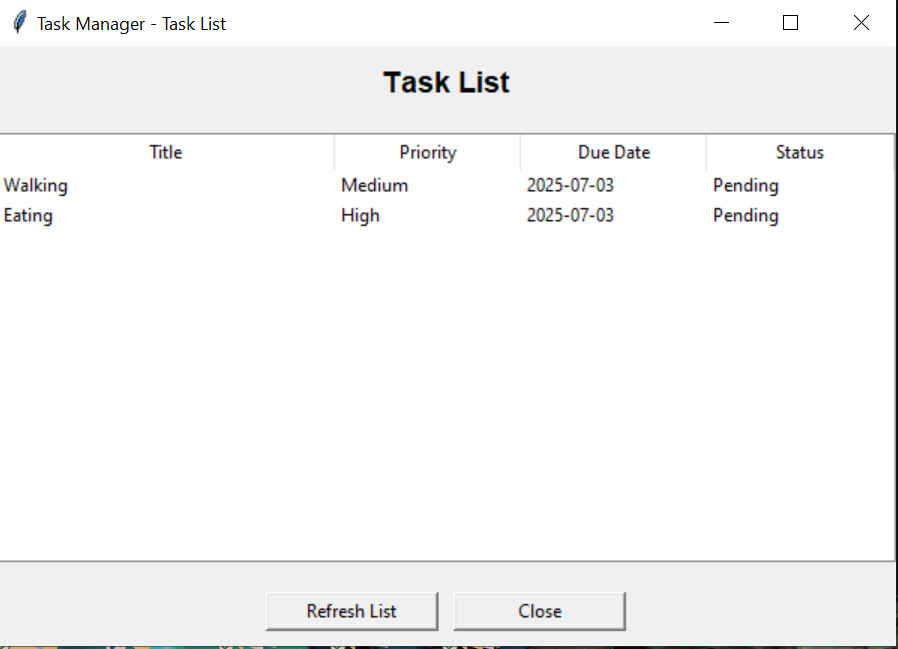 Task Manager - Task List
Task List
Title Priority Due Date Status
Walking Medium 2025-07-03 Pending
Eating High 2025-07-03 Pending
Refresh List Close